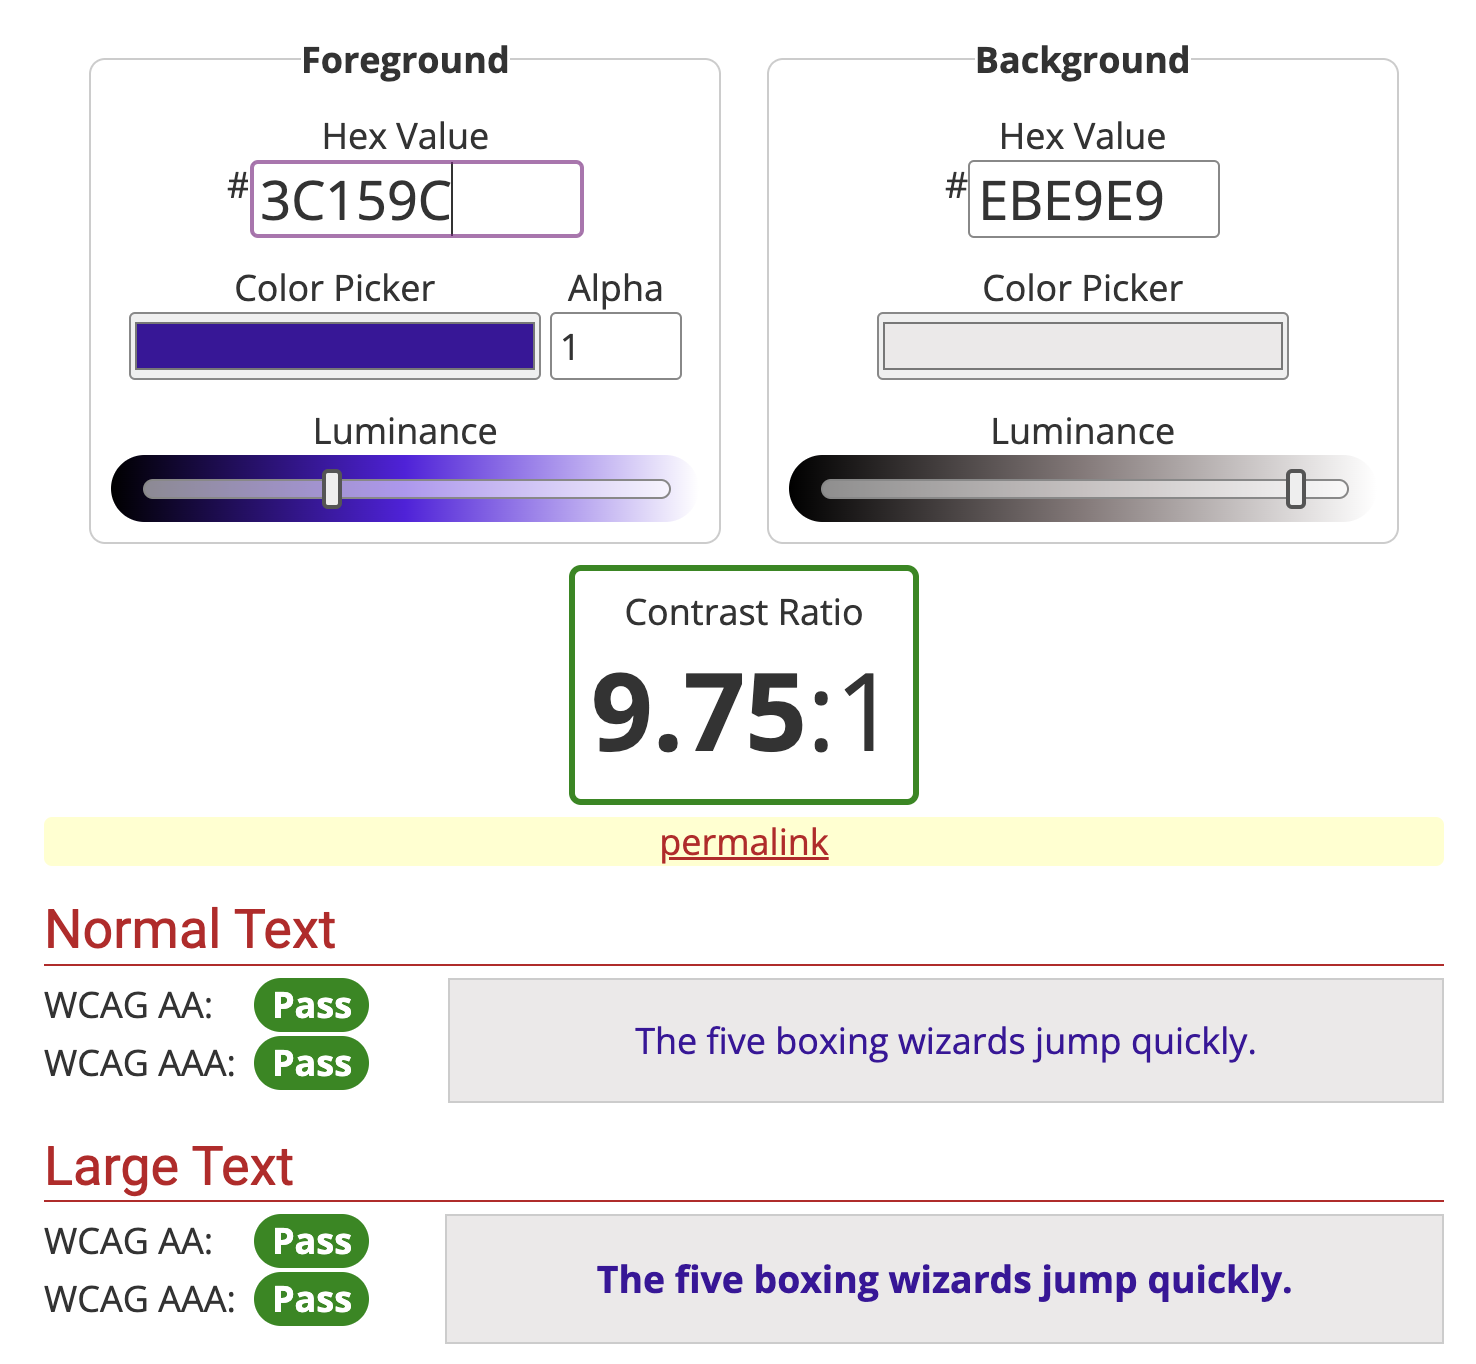 Foreground
Hex Value
#3C159C
Color Picker Alpha
1
Luminance
Background
Hex Value
#EBE9E9
Color Picker
Luminance
Contrast Ratio
9.75:1
permalink
Normal Text
WCAG AA: Pass
WCAG AAA: Pass
The five boxing wizards jump quickly.
Large Text
WCAG AA: Pass
WCAG AAA: Pass
The five boxing wizards jump quickly.